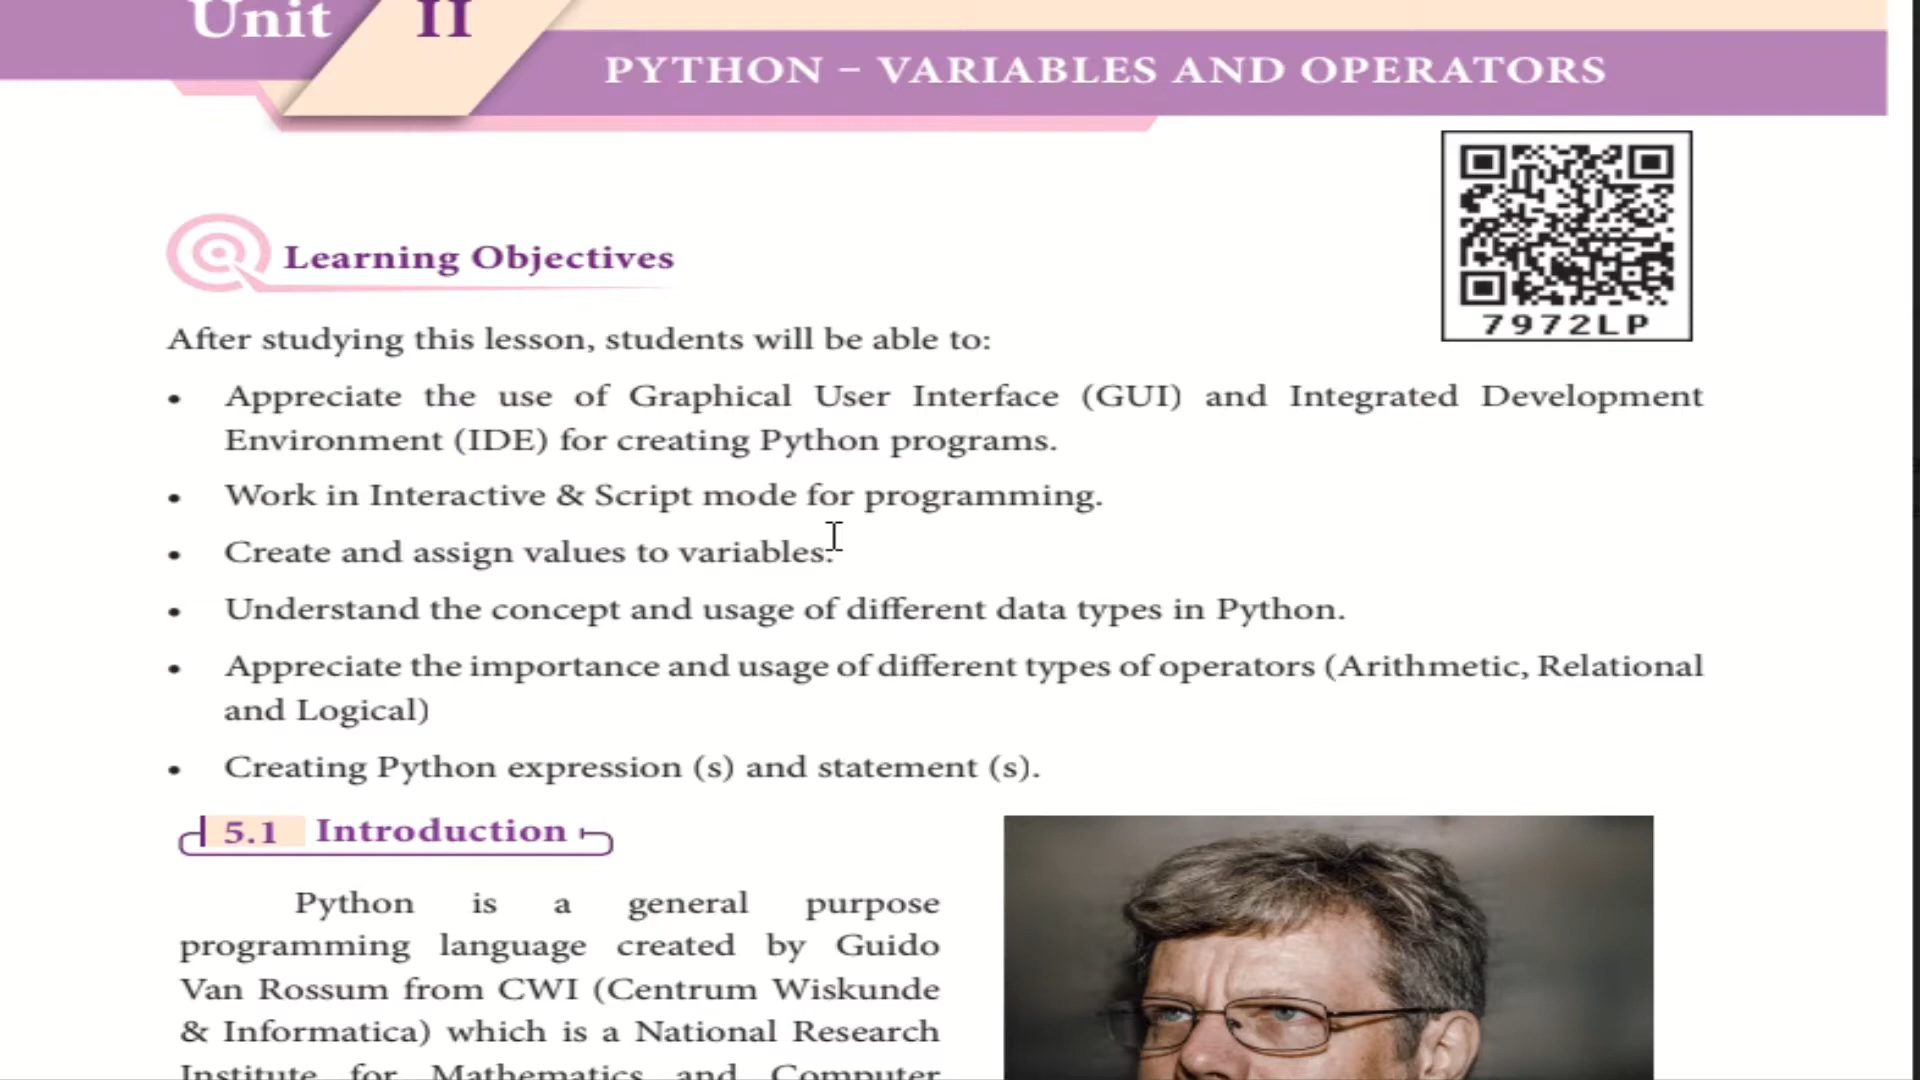 Unit II
PYTHON – VARIABLES AND OPERATORS
7972LP
Learning Objectives
After studying this lesson, students will be able to:
• Appreciate the use of Graphical User Interface (GUI) and Integrated Development
Environment (IDE) for creating Python programs.
• Work in Interactive & Script mode for programming.
• Create and assign values to variables.
• Understand the concept and usage of different data types in Python.
• Appreciate the importance and usage of different types of operators (Arithmetic, Relational
and Logical)
• Creating Python expression (s) and statement (s).
5.1 Introduction
Python is a general purpose
programming language created by Guido
Van Rossum from CWI (Centrum Wiskunde
& Informatica) which is a National Research
Institute for Mathematics and Computer